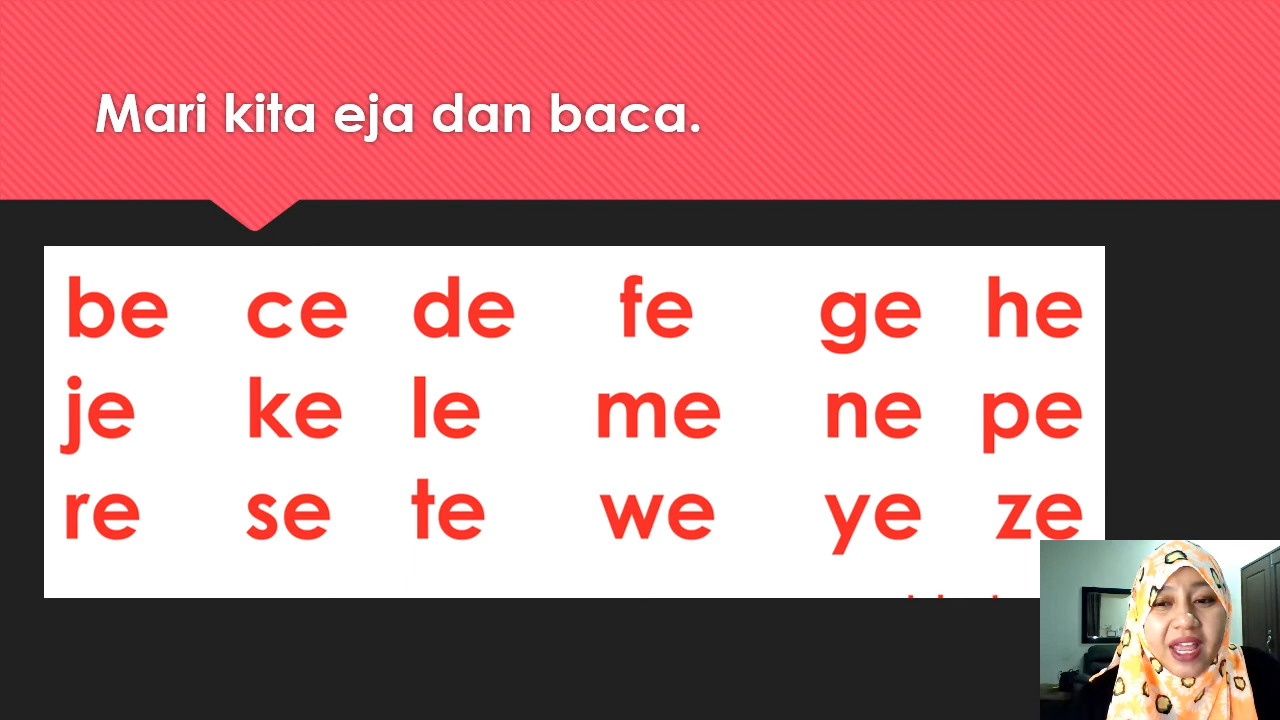 Mari kita eja dan baca.
be ce de fe ge he
je ke le me ne pe
re se te we ye ze